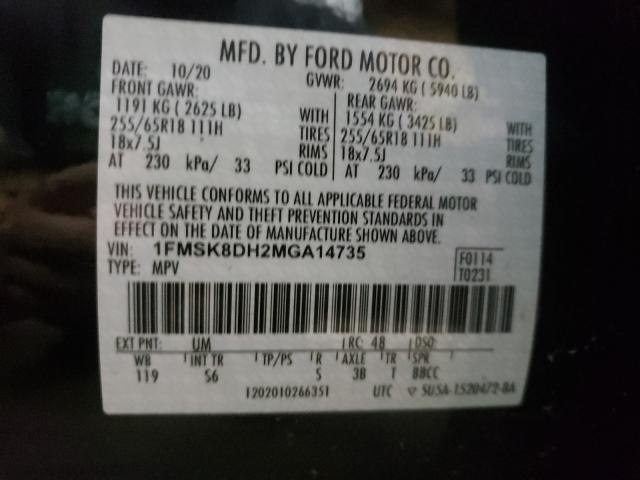 MFD. BY FORD MOTOR CO.
DATE: 10/20 GVWR: 2694 KG ( 5940 LB)
FRONT GAWR: REAR GAWR:
1191 KG ( 2625 LB) WITH 1554 KG ( 3425 LB) WITH
255/65R18 111H TIRES 255/65R18 111H TIRES
18x7.5J RIMS 18x7.5J RIMS
AT 230 kPa/ 33 PSI COLD AT 230 kPa/ 33 PSI COLD
THIS VEHICLE CONFORMS TO ALL APPLICABLE FEDERAL MOTOR
VEHICLE SAFETY AND THEFT PREVENTION STANDARDS IN
EFFECT ON THE DATE OF MANUFACTURE SHOWN ABOVE.
VIN: 1FMSK8DH2MGA14735 F0114
TYPE: MPV T0231
EXT PNT: UM RC: 48 DSO:
WB INT TR TP/PS R AXLE TR SPR
119 S6 S 3B T BBCC
1202010266351 UTC SU5A-1520472-BA